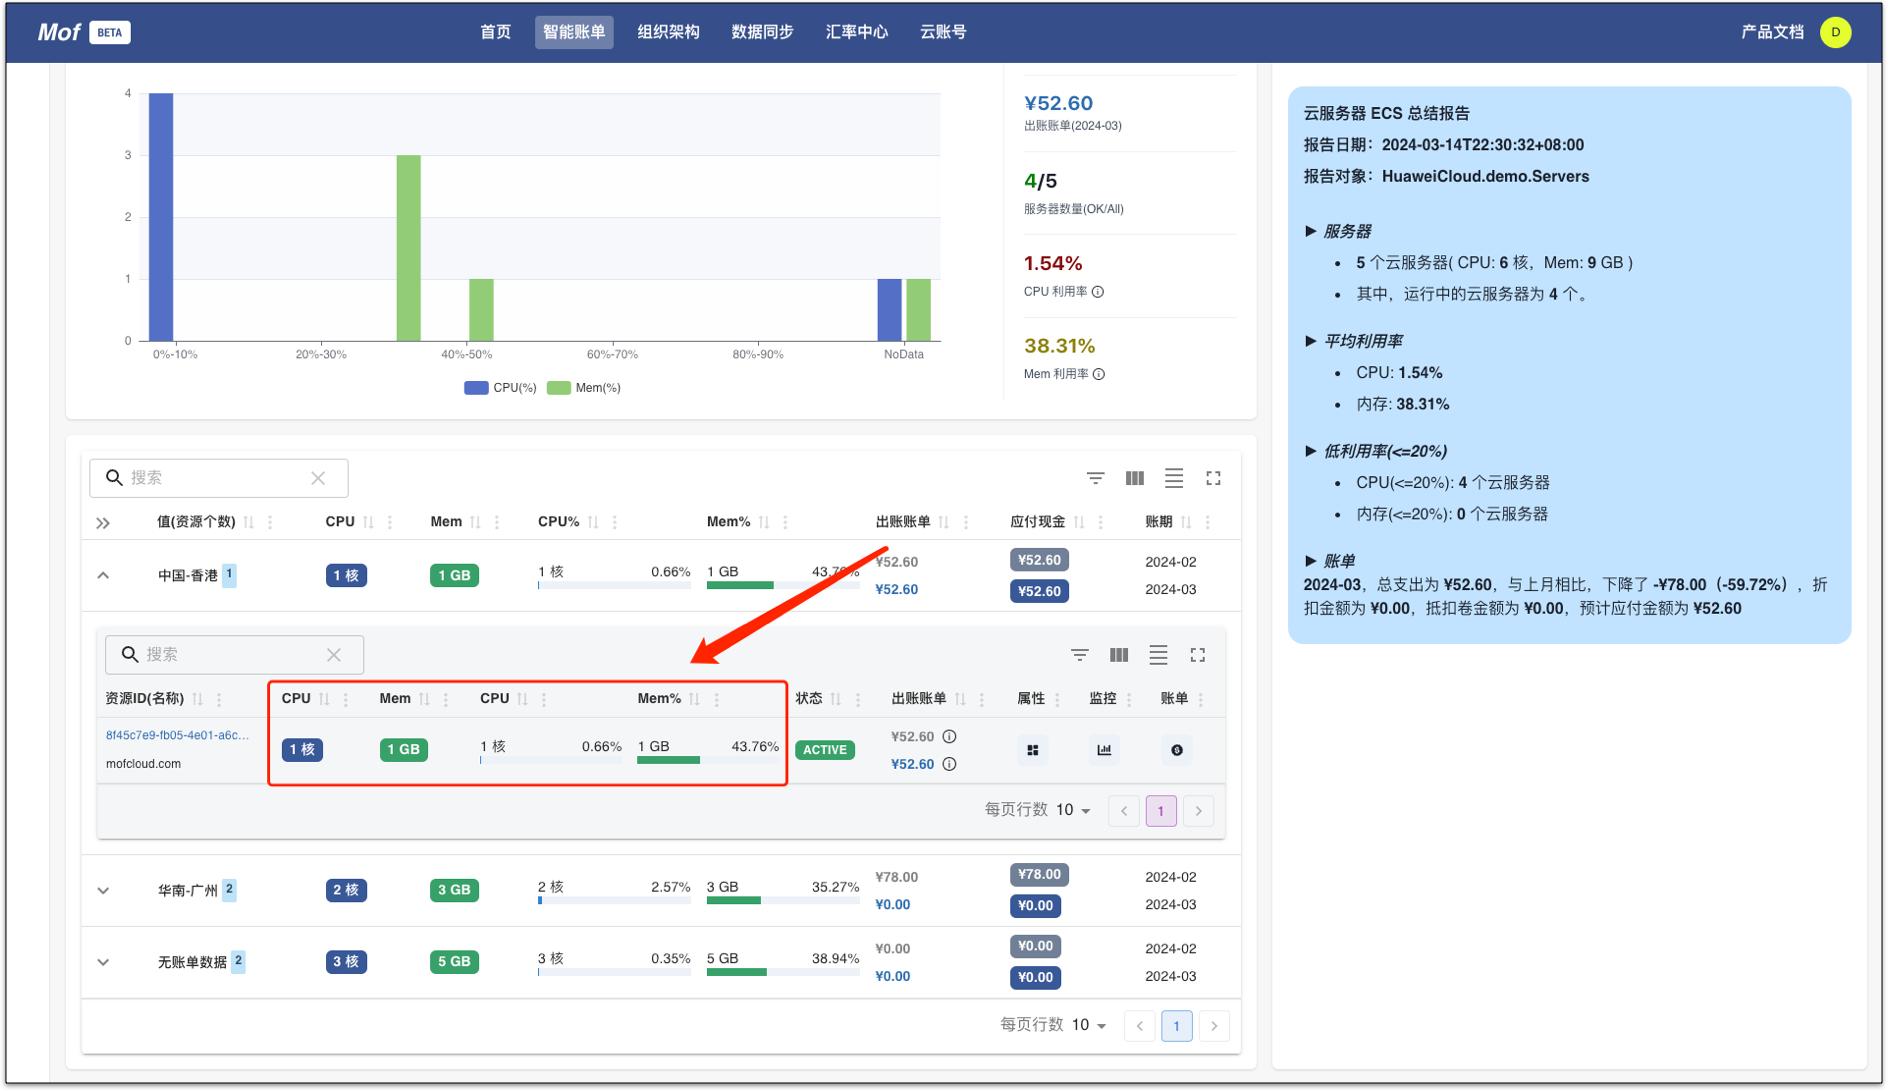 Mof BETA 首页 智能账单 组织架构 数据同步 汇率中心 云账号 产品文档 D
4
3
2
1
0
0%-10% 20%-30% 40%-50% 60%-70% 80%-90% NoData
CPU(%) Mem(%)
¥52.60
出账账单(2024-03)
4/5
服务器数量(OK/All)
1.54%
CPU 利用率
38.31%
Mem 利用率
云服务器 ECS 总结报告
报告日期：2024-03-14T22:30:32+08:00
报告对象：HuaweiCloud.demo.Servers
► 服务器
• 5 个云服务器( CPU: 6 核，Mem: 9 GB )
• 其中，运行中的云服务器为 4 个。
► 平均利用率
• CPU: 1.54%
• 内存: 38.31%
► 低利用率(<=20%)
• CPU(<=20%): 4 个云服务器
• 内存(<=20%): 0 个云服务器
► 账单
2024-03，总支出为 ¥52.60，与上月相比，下降了 -¥78.00（-59.72%），折
扣金额为 ¥0.00，抵扣卷金额为 ¥0.00，预计应付金额为 ¥52.60
搜索
值(资源个数) CPU Mem CPU% Mem% 出账账单 应付现金 账期
中国-香港 1 1 核 1 GB 1 核 0.66% 1 GB 43.76% ¥52.60 ¥52.60 2024-02
¥52.60 ¥52.60 2024-03
搜索
资源ID(名称) CPU Mem CPU Mem% 状态 出账账单 属性 监控 账单
8f45c7e9-fb05-4e01-a6c... 1 核 1 GB 1 核 0.66% 1 GB 43.76% ACTIVE ¥52.60
mofcloud.com ¥52.60
每页行数 10 1
华南-广州 2 2 核 3 GB 2 核 2.57% 3 GB 35.27% ¥78.00 ¥78.00 2024-02
¥0.00 ¥0.00 2024-03
无账单数据 2 3 核 5 GB 3 核 0.35% 5 GB 38.94% ¥0.00 ¥0.00 2024-02
¥0.00 ¥0.00 2024-03
每页行数 10 1